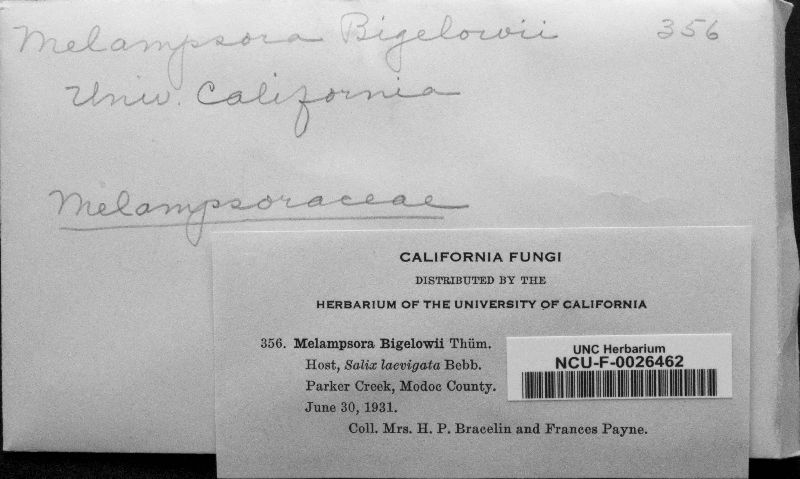 Melampsora Bigelowii 356
Univ. California
Melampsoraceae
CALIFORNIA FUNGI
DISTRIBUTED BY THE
HERBARIUM OF THE UNIVERSITY OF CALIFORNIA
356. Melampsora Bigelowii Thüm.
Host, Salix laevigata Bebb.
Parker Creek, Modoc County.
June 30, 1931.
Coll. Mrs. H. P. Bracelin and Frances Payne.
UNC Herbarium
NCU-F-0026462